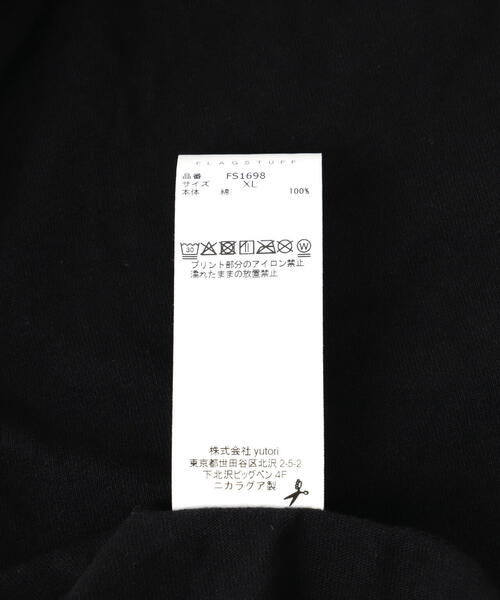 FLAGSTUFF
品番 FS1698
サイズ XL
本体 綿 100%
30 W
プリント部分のアイロン禁止
濡れたままの放置禁止
株式会社 yutori
東京都世田谷区北沢 2-5-2
下北沢ビッグベン 4F
ニカラグア製